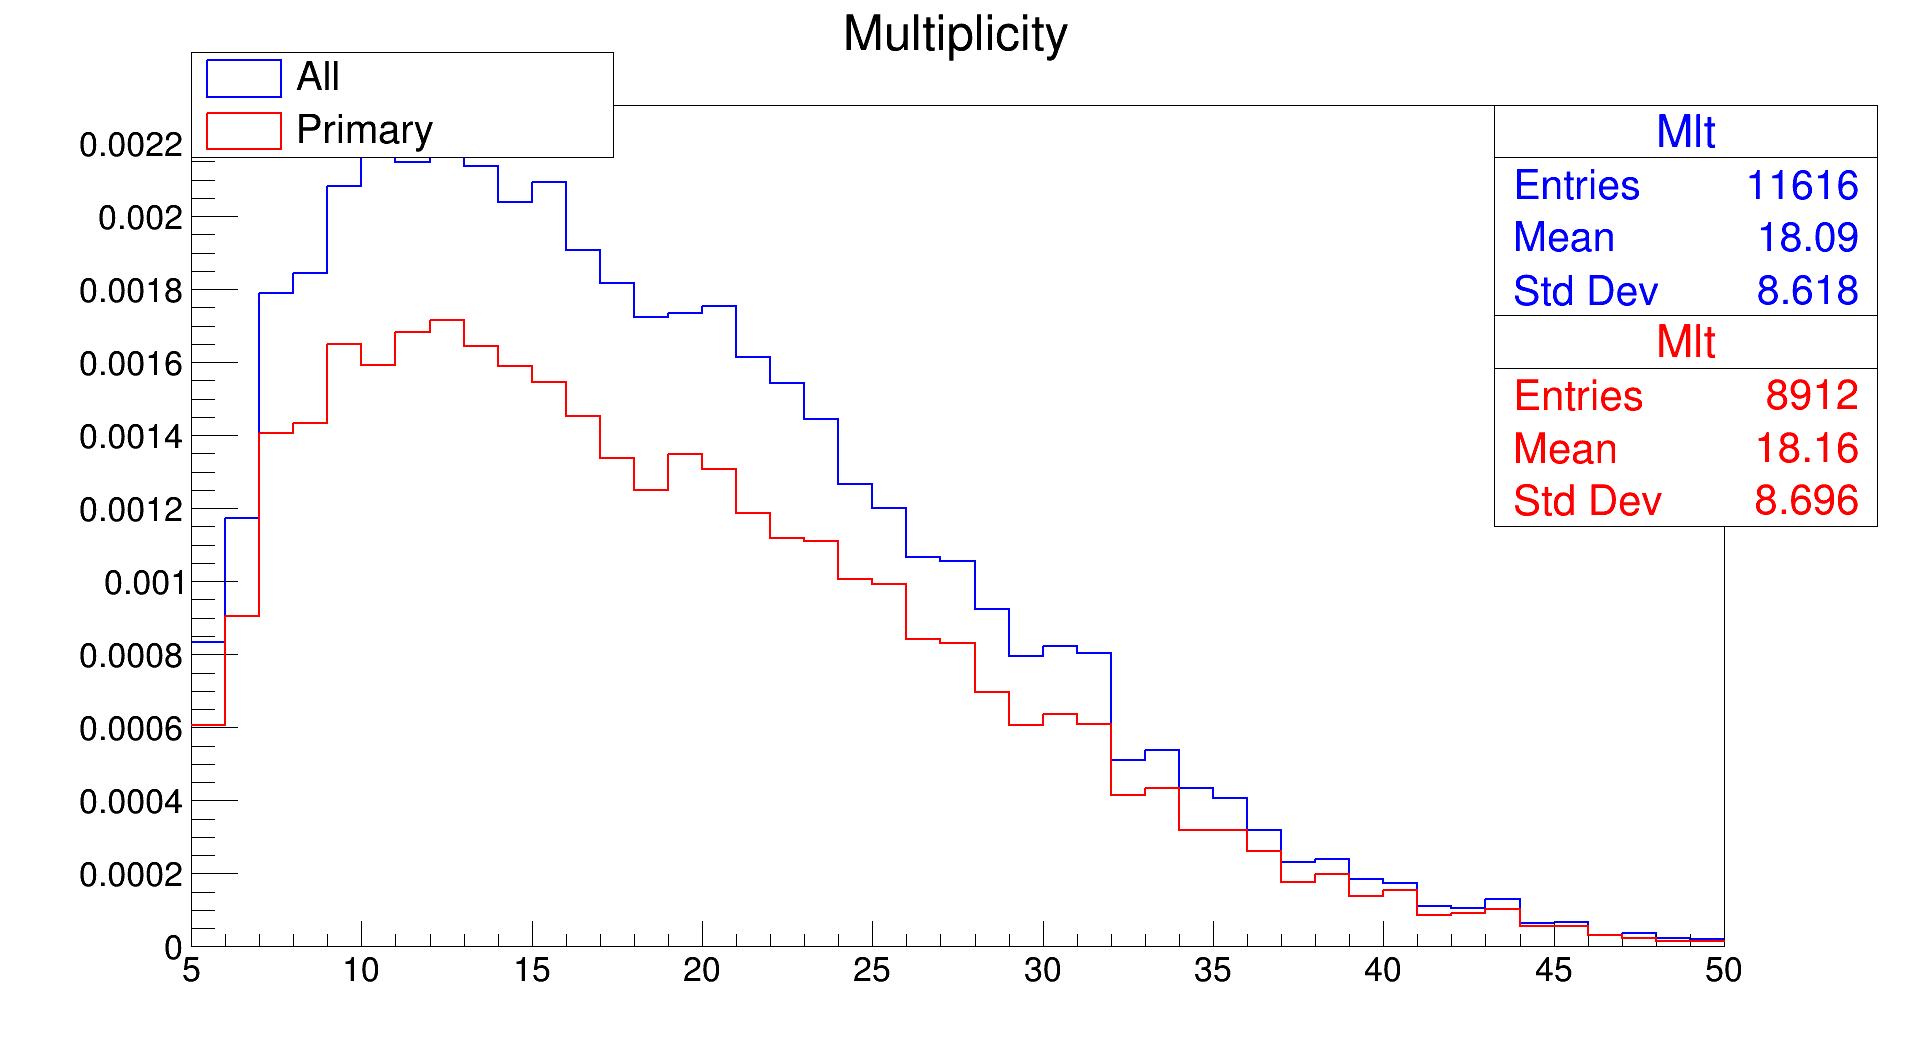 Multiplicity
All
Primary
Mlt
Entries 11616
Mean 18.09
Std Dev 8.618
Mlt
Entries 8912
Mean 18.16
Std Dev 8.696
0.0022
0.002
0.0018
0.0016
0.0014
0.0012
0.001
0.0008
0.0006
0.0004
0.0002
0
5 10 15 20 25 30 35 40 45 50